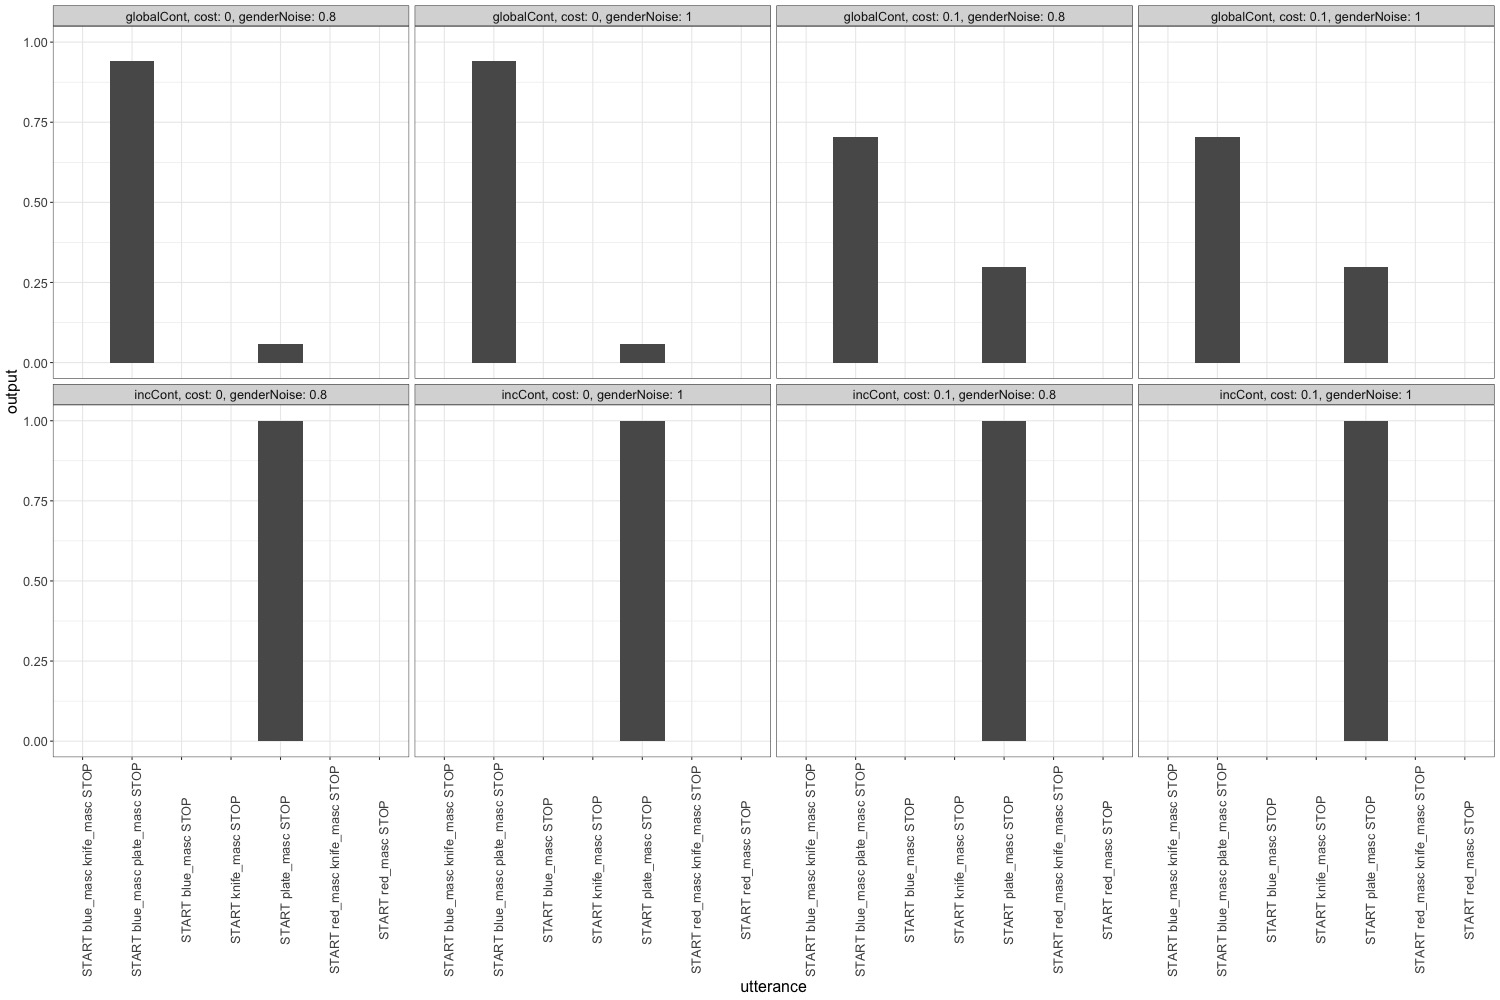 globalCont, cost: 0, genderNoise: 0.8
globalCont, cost: 0, genderNoise: 1
globalCont, cost: 0.1, genderNoise: 0.8
globalCont, cost: 0.1, genderNoise: 1
1.00
0.75
0.50
0.25
0.00
output
incCont, cost: 0, genderNoise: 0.8
incCont, cost: 0, genderNoise: 1
incCont, cost: 0.1, genderNoise: 0.8
incCont, cost: 0.1, genderNoise: 1
1.00
0.75
0.50
0.25
0.00
START blue_masc knife_masc STOP
START blue_masc plate_masc STOP
START blue_masc STOP
START knife_masc STOP
START plate_masc STOP
START red_masc knife_masc STOP
START red_masc STOP
START blue_masc knife_masc STOP
START blue_masc plate_masc STOP
START blue_masc STOP
START knife_masc STOP
START plate_masc STOP
START red_masc knife_masc STOP
START red_masc STOP
START blue_masc knife_masc STOP
START blue_masc plate_masc STOP
START blue_masc STOP
START knife_masc STOP
START plate_masc STOP
START red_masc knife_masc STOP
START red_masc STOP
START blue_masc knife_masc STOP
START blue_masc plate_masc STOP
START blue_masc STOP
START knife_masc STOP
START plate_masc STOP
START red_masc knife_masc STOP
START red_masc STOP
utterance